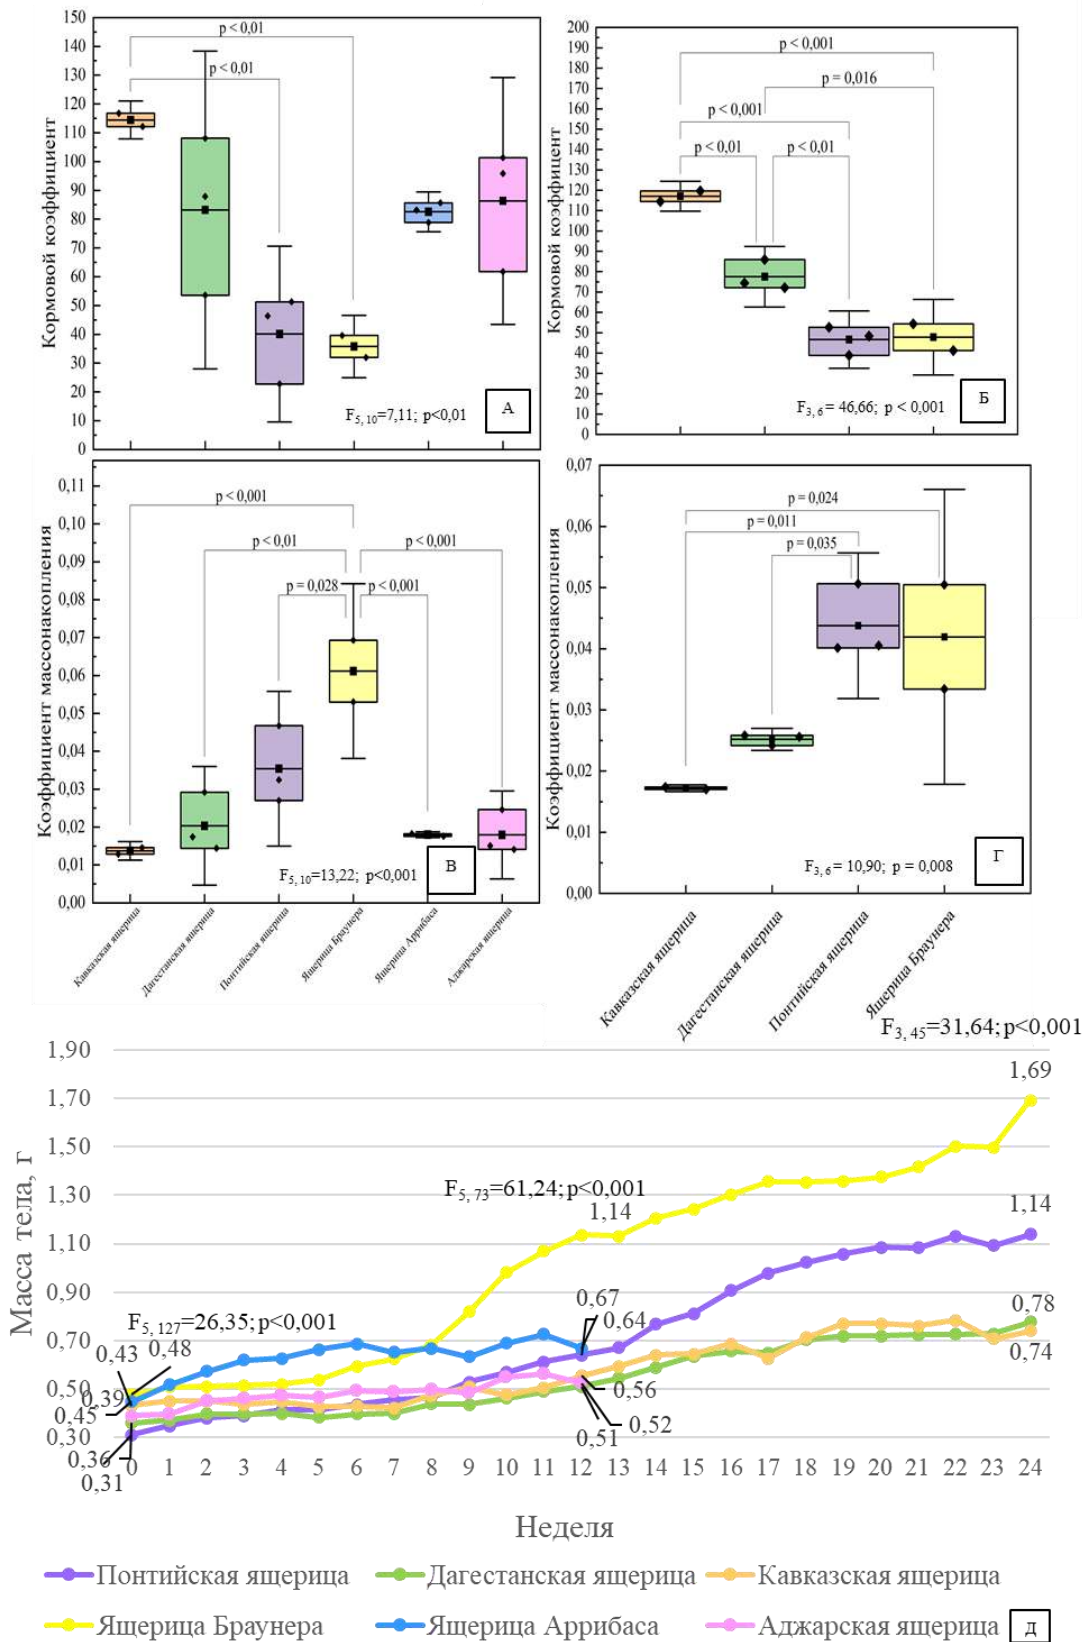 150
140
130
120
110
100
90
80
70
60
50
40
30
20
10
0
Кормовой коэффициент
p < 0,01
p < 0,01
F5, 10=7,11; p<0,01
А
200
190
180
170
160
150
140
130
120
110
100
90
80
70
60
50
40
30
20
10
0
Кормовой коэффицент
p < 0,001
p = 0,016
p < 0,001
p < 0,01
p < 0,01
F3, 6 = 46,66; p < 0,001
Б
0,11
0,10
0,09
0,08
0,07
0,06
0,05
0,04
0,03
0,02
0,01
0,00
Коэффициент массонакопления
p < 0,001
p < 0,01
p < 0,001
p = 0,028
p < 0,001
F5, 10=13,22; p<0,001
В
Кавказская ящерица
Дагестанская ящерица
Понтийская ящерица
Ящерица Браунера
Ящерица Аррибаса
Аджарская ящерица
0,07
0,06
0,05
0,04
0,03
0,02
0,01
0,00
Коэффициент массонакопления
p = 0,024
p = 0,011
p = 0,035
F3, 6 = 10,90; p = 0,008
Г
Кавказская ящерица
Дагестанская ящерица
Понтийская ящерица
Ящерица Браунера
F3, 45=31,64; p<0,001
1,90
1,70
1,50
1,30
1,10
0,90
0,70
0,50
0,30
Масса тела, г
1,69
F5, 73=61,24; p<0,001
1,14
1,14
0,67
0,64
0,78
F5, 127=26,35; p<0,001
0,43
0,48
0,74
0,39
0,56
0,45
0,52
0,51
0,36
0,31
0 1 2 3 4 5 6 7 8 9 10 11 12 13 14 15 16 17 18 19 20 21 22 23 24
Неделя
Понтийская ящерица
Дагестанская ящерица
Кавказская ящерица
Ящерица Браунера
Ящерица Аррибаса
Аджарская ящерица
Д